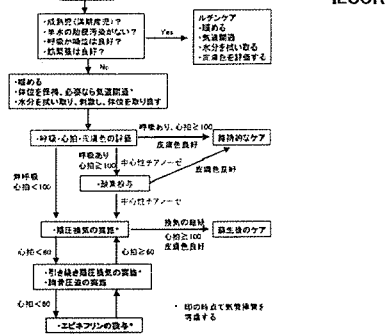 ・成熟児(満期産児)?
・羊水の胎便汚染がない?
・呼吸か啼泣は良好?
・筋緊張は良好?
Yes
ルチンケア
・暖める
・気道開通
・水分を拭い取る
・皮膚色を評価する
No
・暖める
・体位を保持、必要なら気道開通*
・水分を拭い取り、刺激し、体位を取り直す
・呼吸・心拍・皮膚色の評価
呼吸あり、心拍≧100
皮膚色良好
維持的なケア
無呼吸
心拍<100
呼吸あり
心拍≧100
中心性チアノーゼ
・酸素投与
皮膚色良好
中心性チアノーゼ
・陽圧換気の実施*
換気の継続
心拍≧100
皮膚色良好
蘇生後のケア
心拍<60
心拍≧60
・引き続き陽圧換気の実施*
・胸骨圧迫の実施
心拍<60
・エピネフリンの投与*
* 印の時点で気管挿管を
考慮する